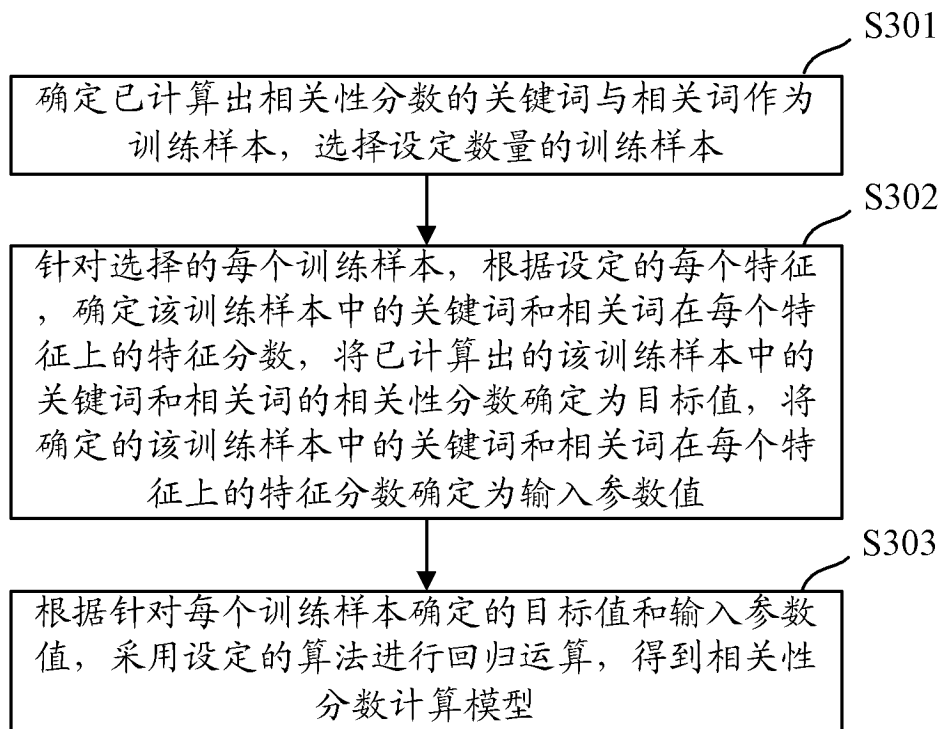 S301
确定已计算出相关性分数的关键词与相关词作为
训练样本，选择设定数量的训练样本
S302
针对选择的每个训练样本，根据设定的每个特征
，确定该训练样本中的关键词和相关词在每个特
征上的特征分数，将已计算出的该训练样本中的
关键词和相关词的相关性分数确定为目标值，将
确定的该训练样本中的关键词和相关词在每个特
征上的特征分数确定为输入参数值
S303
根据针对每个训练样本确定的目标值和输入参数
值，采用设定的算法进行回归运算，得到相关性
分数计算模型